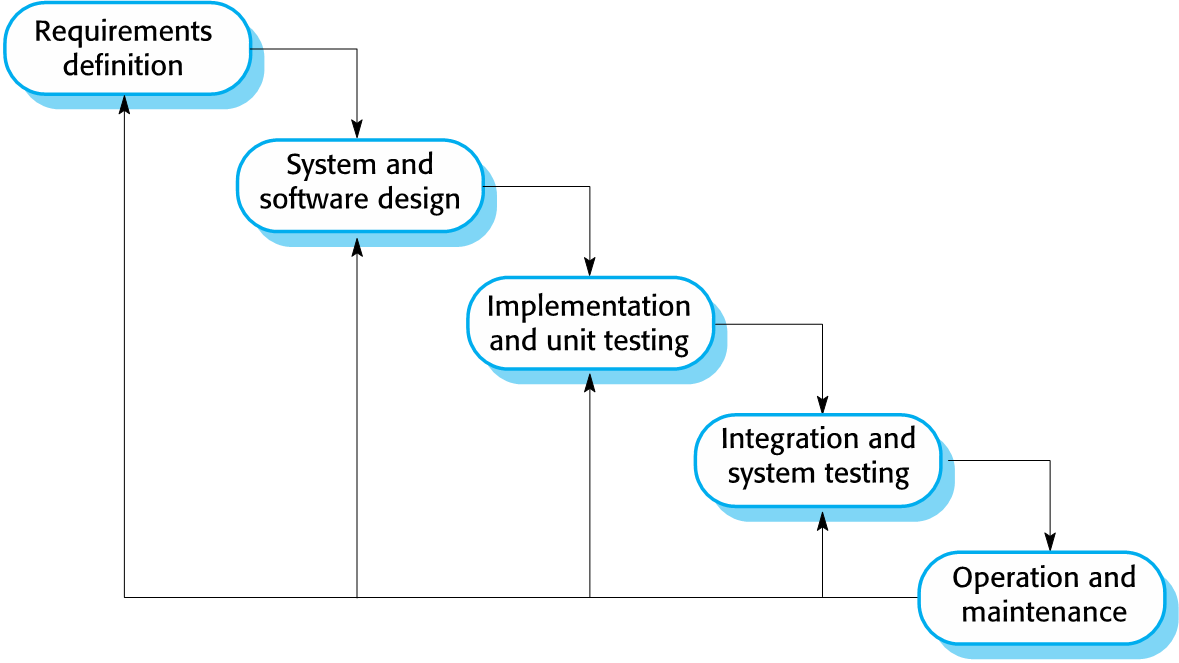 Requirements
definition
System and
software design
Implementation
and unit testing
Integration and
system testing
Operation and
maintenance